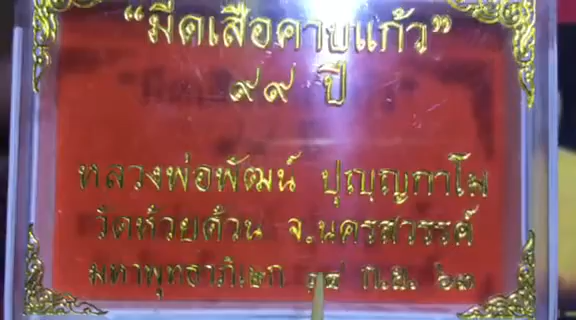 “มีดเสือคาบแก้ว”
๙๙ ปี
หลวงพ่อพัฒน์ ปุญฺญกาโม
วัดห้วยด้วน จ.นครสวรรค์
มหาพุทธาภิเษก ก.ย. ๖๓